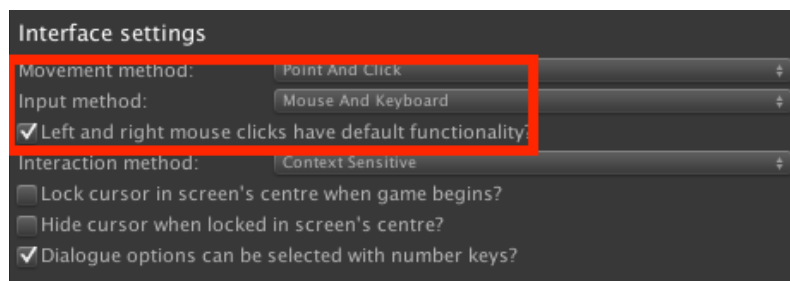 Interface settings
Movement method: Point And Click
Input method: Mouse And Keyboard
Left and right mouse clicks have default functionality?
Interaction method: Context Sensitive
Lock cursor in screen's centre when game begins?
Hide cursor when locked in screen's centre?
Dialogue options can be selected with number keys?